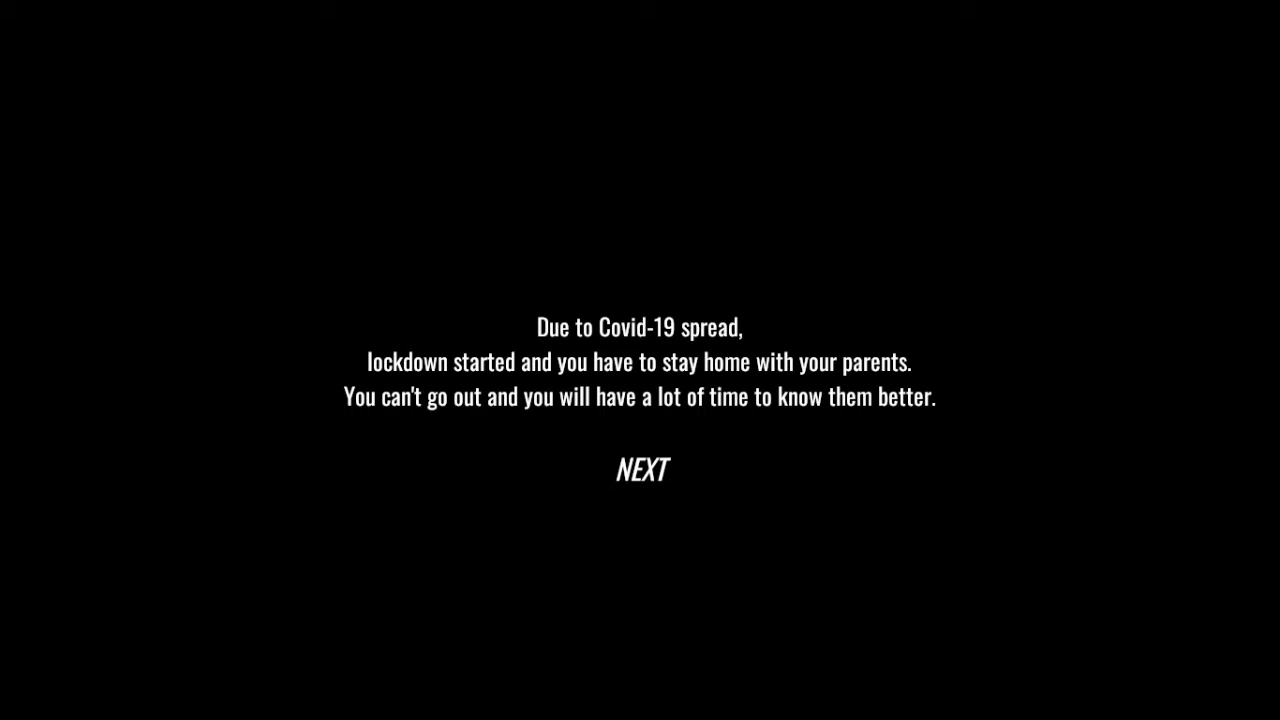 Due to Covid-19 spread,
lockdown started and you have to stay home with your parents.
You can't go out and you will have a lot of time to know them better.
NEXT